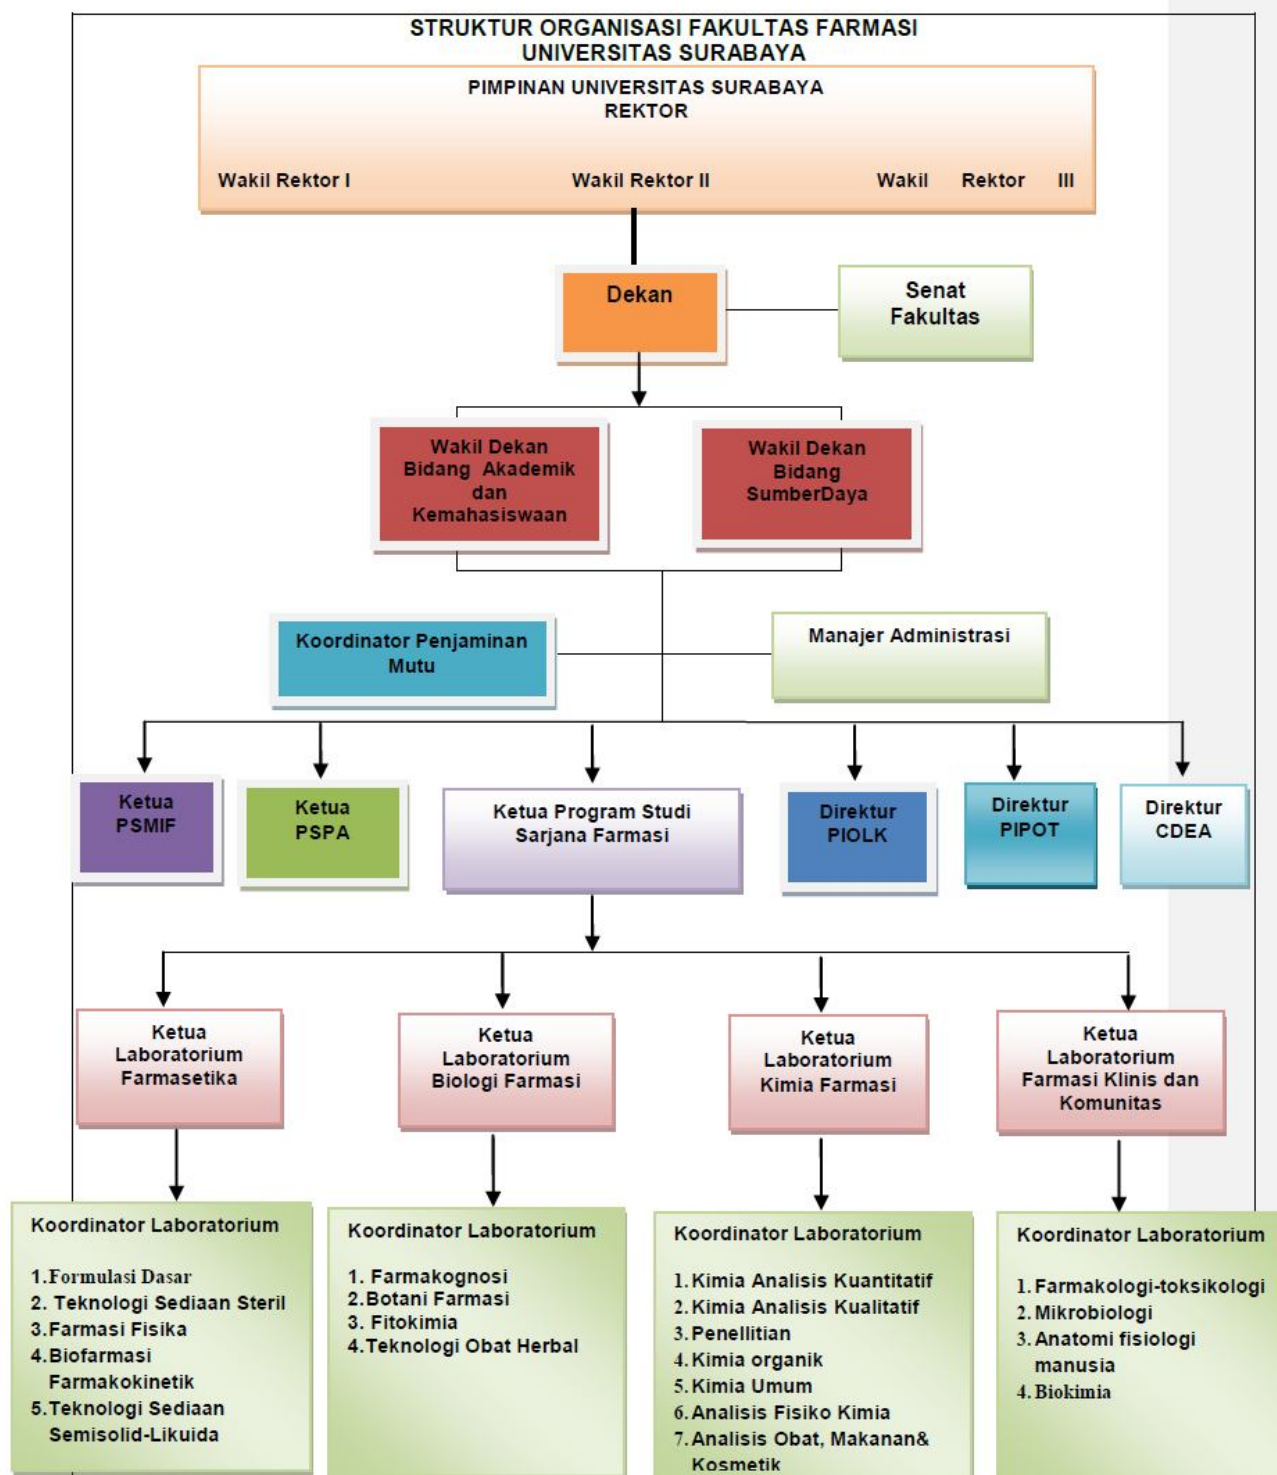 STRUKTUR ORGANISASI FAKULTAS FARMASI
UNIVERSITAS SURABAYA
PIMPINAN UNIVERSITAS SURABAYA
REKTOR
Wakil Rektor I Wakil Rektor II Wakil Rektor III
Dekan
Senat
Fakultas
Wakil Dekan
Bidang Akademik
dan
Kemahasiswaan
Wakil Dekan
Bidang
SumberDaya
Koordinator Penjaminan
Mutu
Manajer Administrasi
Ketua
PSMIF
Ketua
PSPA
Ketua Program Studi
Sarjana Farmasi
Direktur
PIOLK
Direktur
PIPOT
Direktur
CDEA
Ketua
Laboratorium
Farmasetika
Ketua
Laboratorium
Biologi Farmasi
Ketua
Laboratorium
Kimia Farmasi
Ketua
Laboratorium
Farmasi Klinis dan
Komunitas
Koordinator Laboratorium
1.Formulasi Dasar
2. Teknologi Sediaan Steril
3.Farmasi Fisika
4.Biofarmasi
Farmakokinetik
5.Teknologi Sediaan
Semisolid-Likuida
Koordinator Laboratorium
1. Farmakognosi
2.Botani Farmasi
3. Fitokimia
4.Teknologi Obat Herbal
Koordinator Laboratorium
1.Kimia Analisis Kuantitatif
2. Kimia Analisis Kualitatif
3. Penellitian
4. Kimia organik
5. Kimia Umum
6. Analisis Fisiko Kimia
7. Analisis Obat, Makanan&
Kosmetik
Koordinator Laboratorium
1. Farmakologi-toksikologi
2. Mikrobiologi
3. Anatomi fisiologi
manusia
4. Biokimia